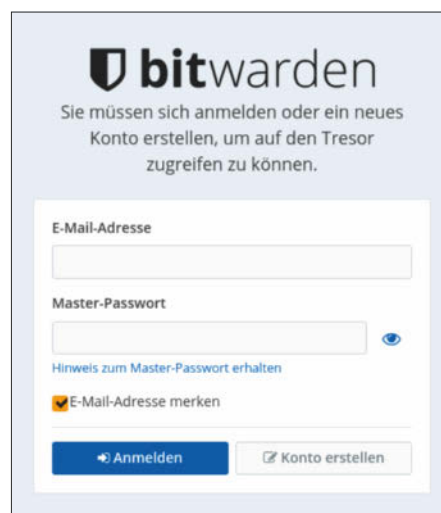 bitwarden
Sie müssen sich anmelden oder ein neues
Konto erstellen, um auf den Tresor
zugreifen zu können.
E-Mail-Adresse
Master-Passwort
Hinweis zum Master-Passwort erhalten
E-Mail-Adresse merken
Anmelden
Konto erstellen